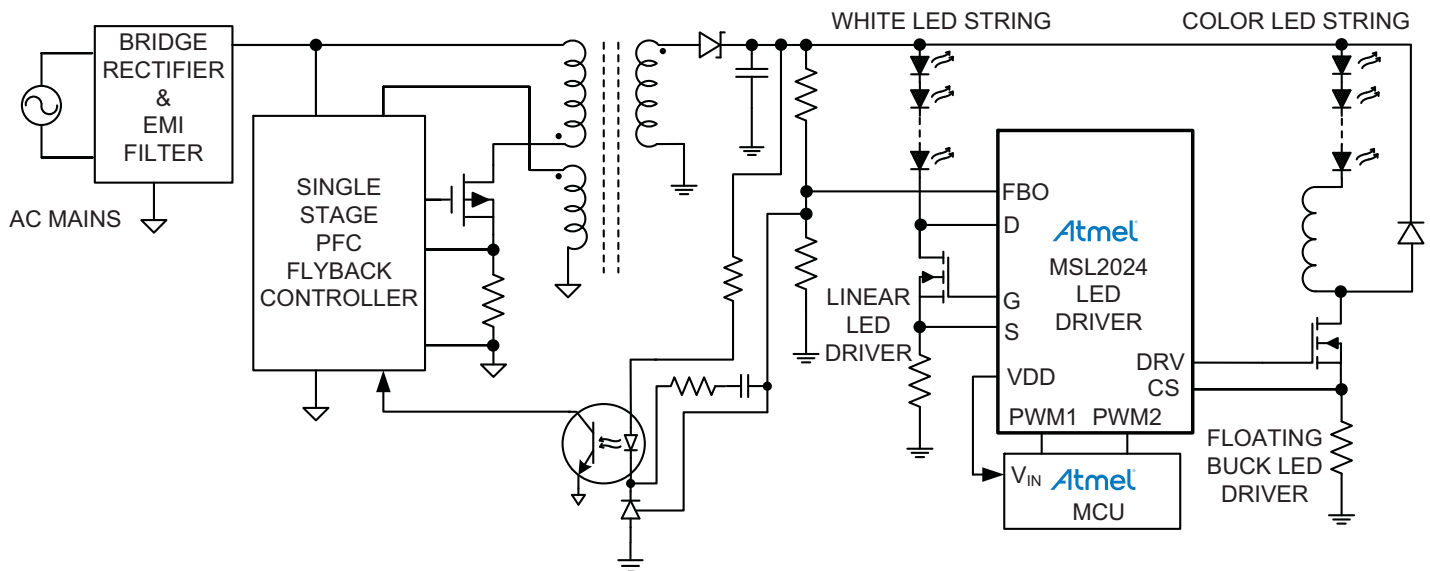 WHITE LED STRING
COLOR LED STRING
BRIDGE
RECTIFIER
&
EMI
FILTER
AC MAINS
SINGLE
STAGE
PFC
FLYBACK
CONTROLLER
LINEAR
LED
DRIVER
FBO
D
G
S
VDD
Atmel
MSL2024
LED
DRIVER
DRV
CS
PWM1 PWM2
VIN
Atmel
MCU
FLOATING
BUCK LED
DRIVER